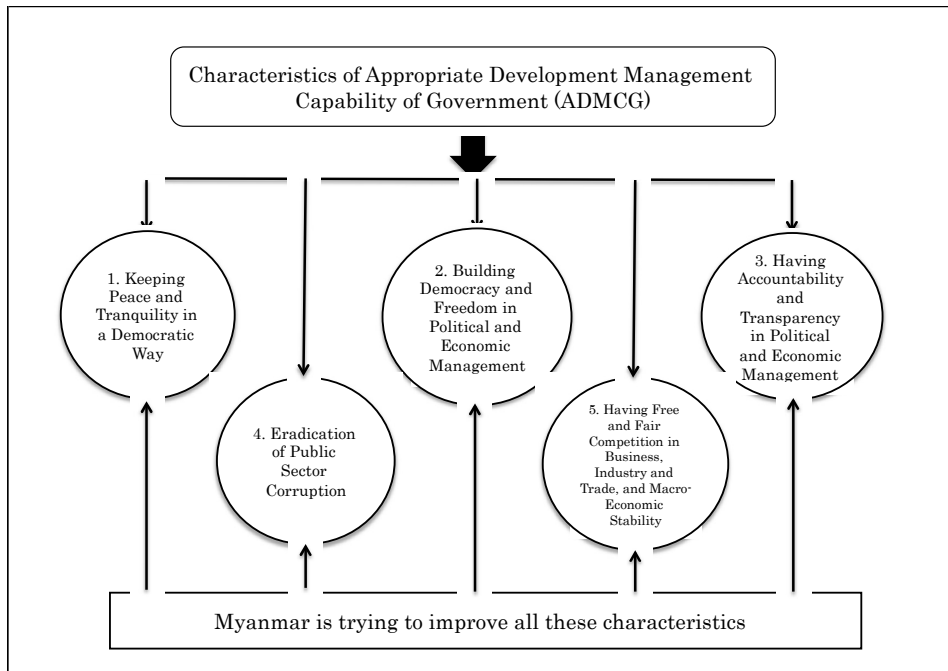 Characteristics of Appropriate Development Management
Capability of Government (ADMCG)
1. Keeping
Peace and
Tranquility in
a Democratic
Way
2. Building
Democracy and
Freedom in
Political and
Economic
Management
3. Having
Accountability
and
Transparency
in Political
and Economic
Management
4. Eradication
of Public
Sector
Corruption
5. Having Free
and Fair
Competition in
Business,
Industry and
Trade, and Macro-
Economic
Stability
Myanmar is trying to improve all these characteristics